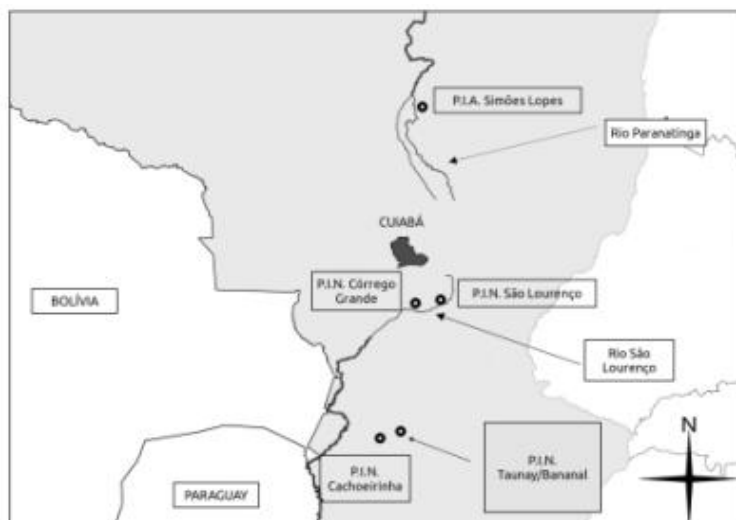 P.I.A. Simões Lopes
Rio Paranatinga
CUIABÁ
P.I.N. Córrego
Grande
P.I.N. São Lourenço
BOLÍVIA
Rio São
Lourenço
N
P.I.N.
Taunay/Bananal
P.I.N.
Cachoeirinha
PARAGUAY